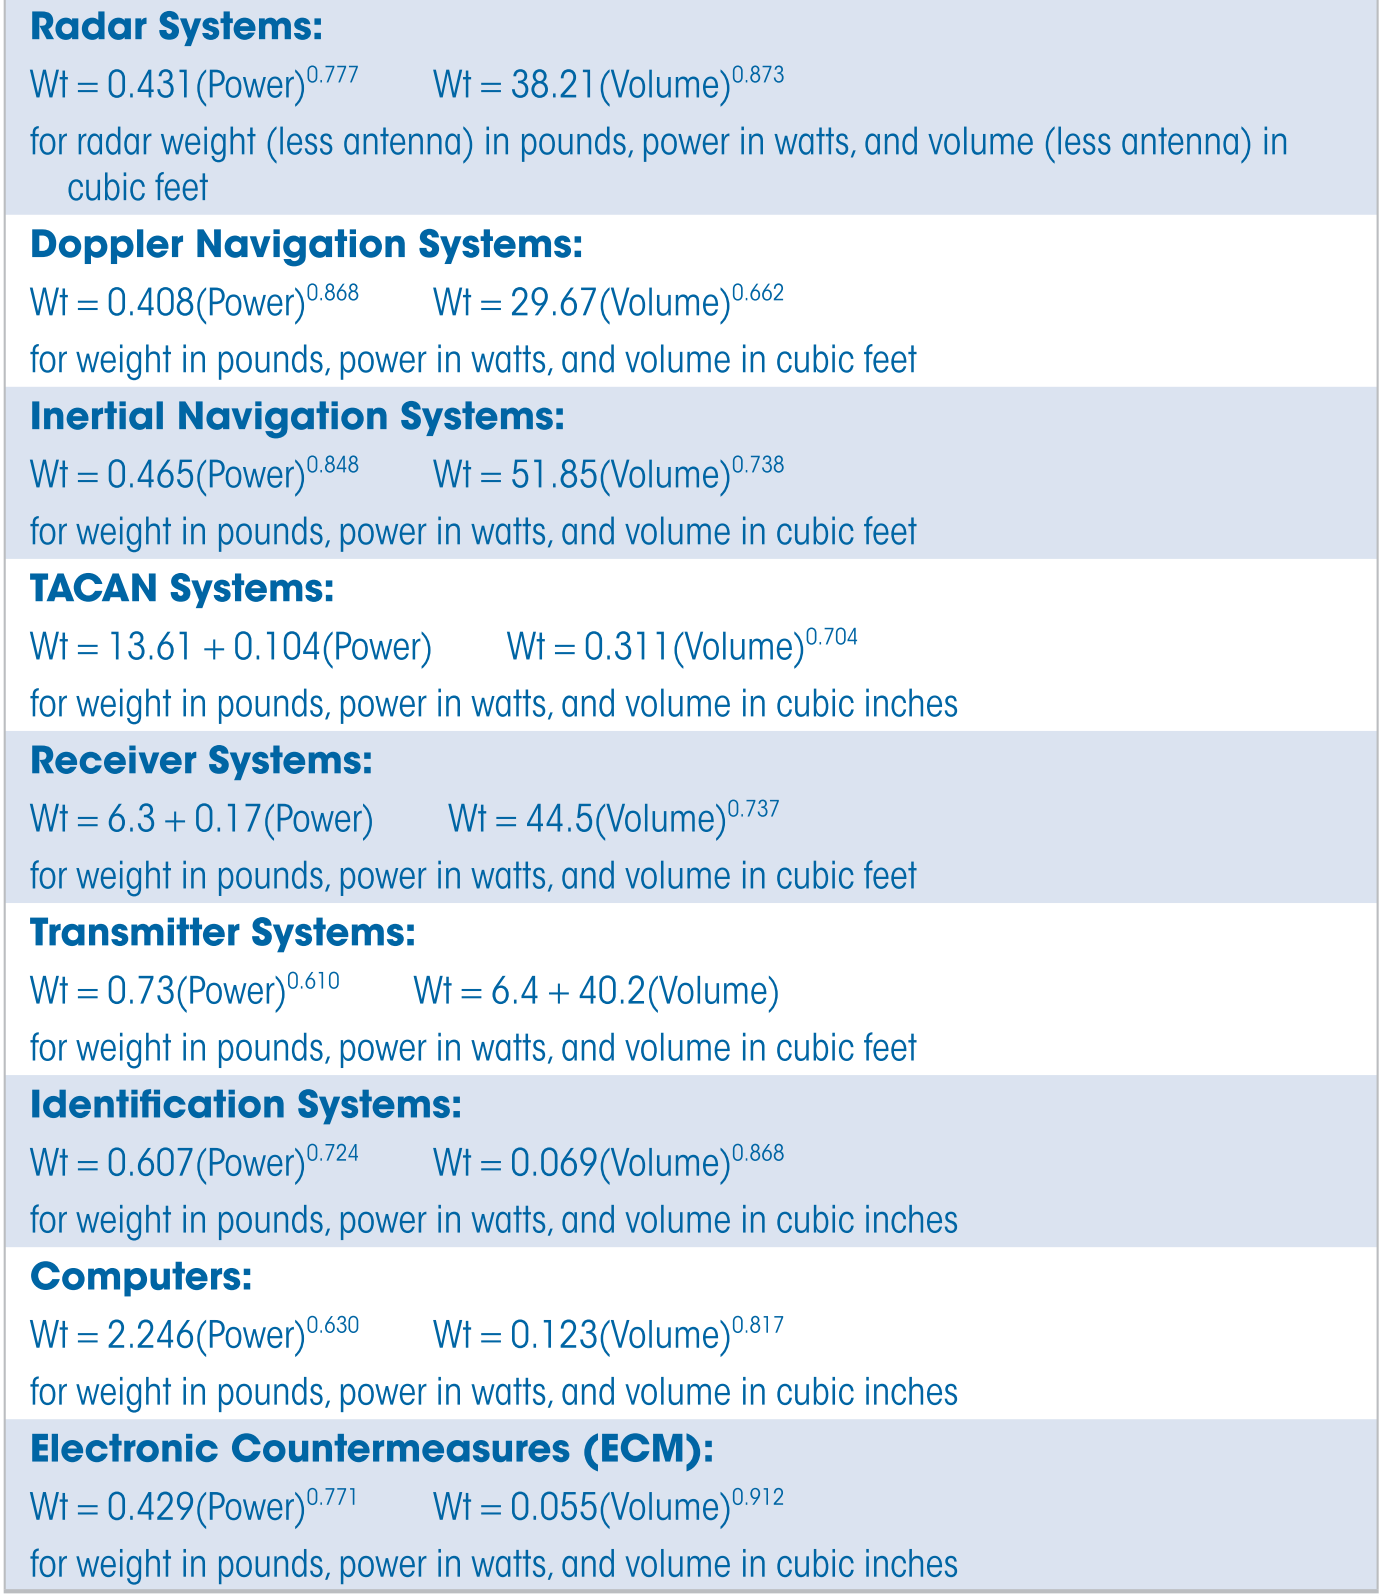 Radar Systems:
Wt = 0.431(Power)^0.777 Wt = 38.21(Volume)^0.873
for radar weight (less antenna) in pounds, power in watts, and volume (less antenna) in
cubic feet
Doppler Navigation Systems:
Wt = 0.408(Power)^0.868 Wt = 29.67(Volume)^0.662
for weight in pounds, power in watts, and volume in cubic feet
Inertial Navigation Systems:
Wt = 0.465(Power)^0.848 Wt = 51.85(Volume)^0.738
for weight in pounds, power in watts, and volume in cubic feet
TACAN Systems:
Wt = 13.61 + 0.104(Power) Wt = 0.311(Volume)^0.704
for weight in pounds, power in watts, and volume in cubic inches
Receiver Systems:
Wt = 6.3 + 0.17(Power) Wt = 44.5(Volume)^0.737
for weight in pounds, power in watts, and volume in cubic feet
Transmitter Systems:
Wt = 0.73(Power)^0.610 Wt = 6.4 + 40.2(Volume)
for weight in pounds, power in watts, and volume in cubic feet
Identification Systems:
Wt = 0.607(Power)^0.724 Wt = 0.069(Volume)^0.868
for weight in pounds, power in watts, and volume in cubic inches
Computers:
Wt = 2.246(Power)^0.630 Wt = 0.123(Volume)^0.817
for weight in pounds, power in watts, and volume in cubic inches
Electronic Countermeasures (ECM):
Wt = 0.429(Power)^0.771 Wt = 0.055(Volume)^0.912
for weight in pounds, power in watts, and volume in cubic inches